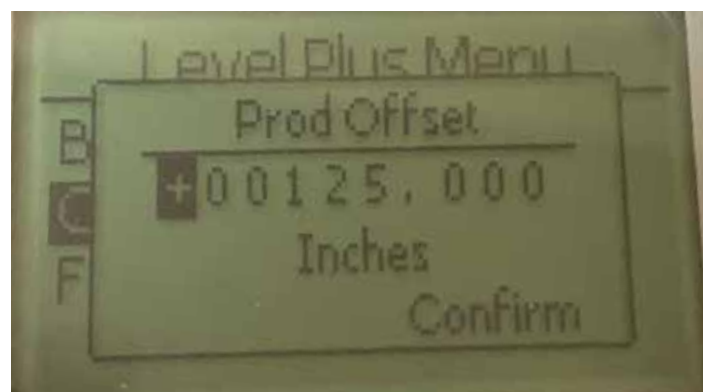 Level Plus Menu
Prod Offset
+00125.000
Inches
Confirm
B
C
F